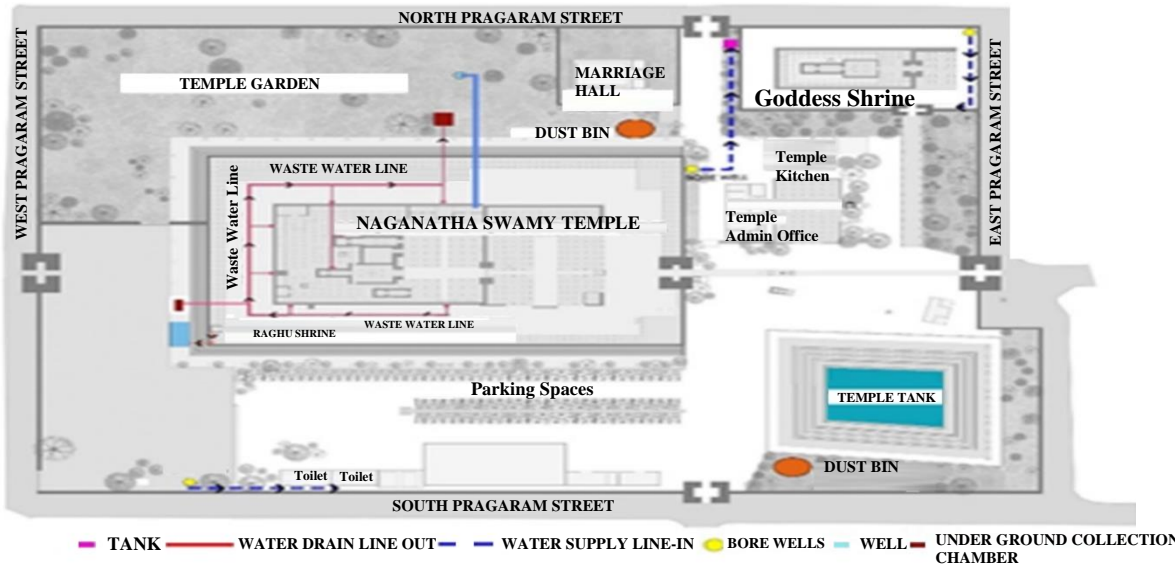 NORTH PRAGARAM STREET
WEST PRAGARAM STREET
TEMPLE GARDEN
MARRIAGE
HALL
Goddess Shrine
DUST BIN
EAST PRAGARAM STREET
WASTE WATER LINE
Waste Water Line
Temple
Kitchen
BORE WELL
NAGANATHA SWAMY TEMPLE
Temple
Admin Office
RAGHU SHRINE
WASTE WATER LINE
Parking Spaces
TEMPLE TANK
DUST BIN
Toilet
Toilet
SOUTH PRAGARAM STREET
TANK
WATER DRAIN LINE OUT
WATER SUPPLY LINE-IN
BORE WELLS
WELL
UNDER GROUND COLLECTION
CHAMBER